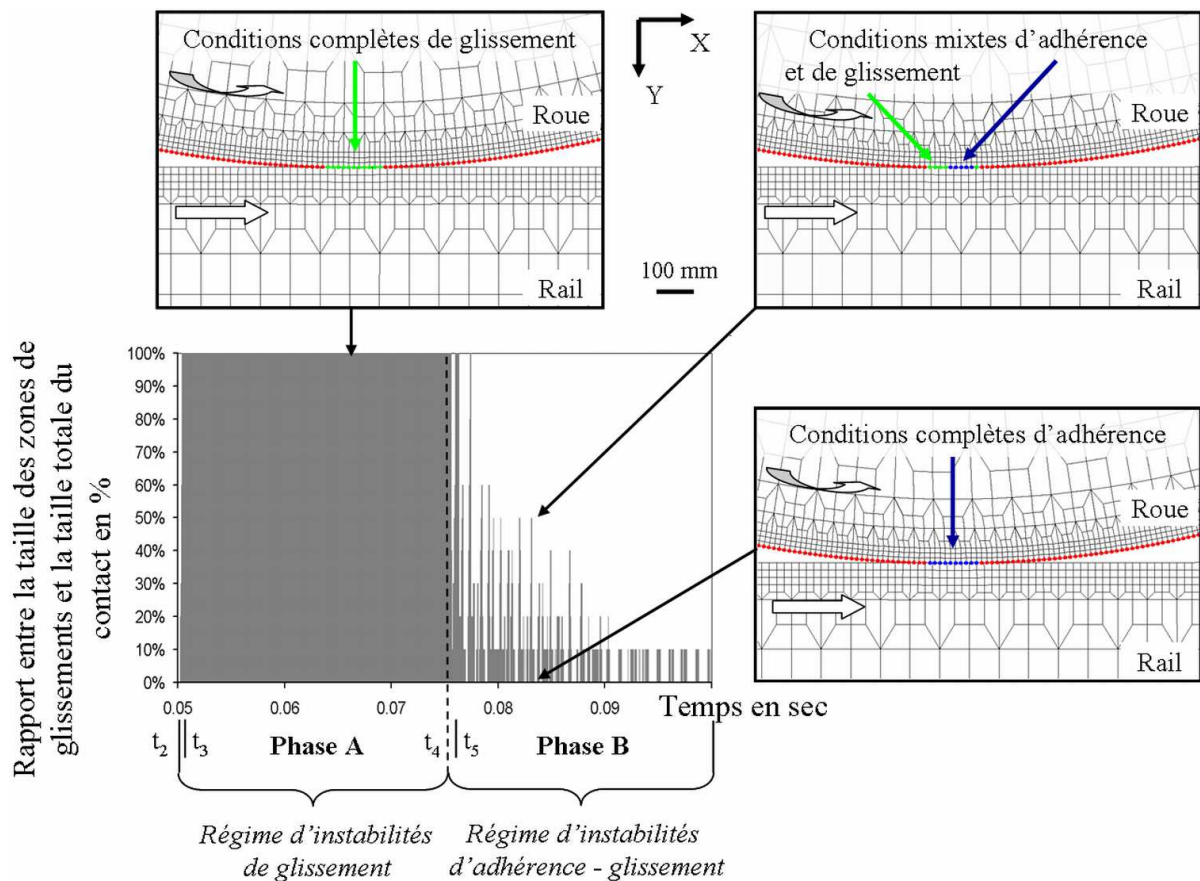 Conditions complètes de glissement
Roue
Rail
X
Y
100 mm
Conditions mixtes d'adhérence
et de glissement
Roue
Rail
Conditions complètes d'adhérence
Roue
Rail
Rapport entre la taille des zones de
glissements et la taille totale du
contact en %
100%
90%
80%
70%
60%
50%
40%
30%
20%
10%
0%
0.05 0.06 0.07 0.08 0.09
Temps en sec
t2 t3 Phase A t4 t5 Phase B
Régime d'instabilités
de glissement
Régime d'instabilités
d'adhérence - glissement